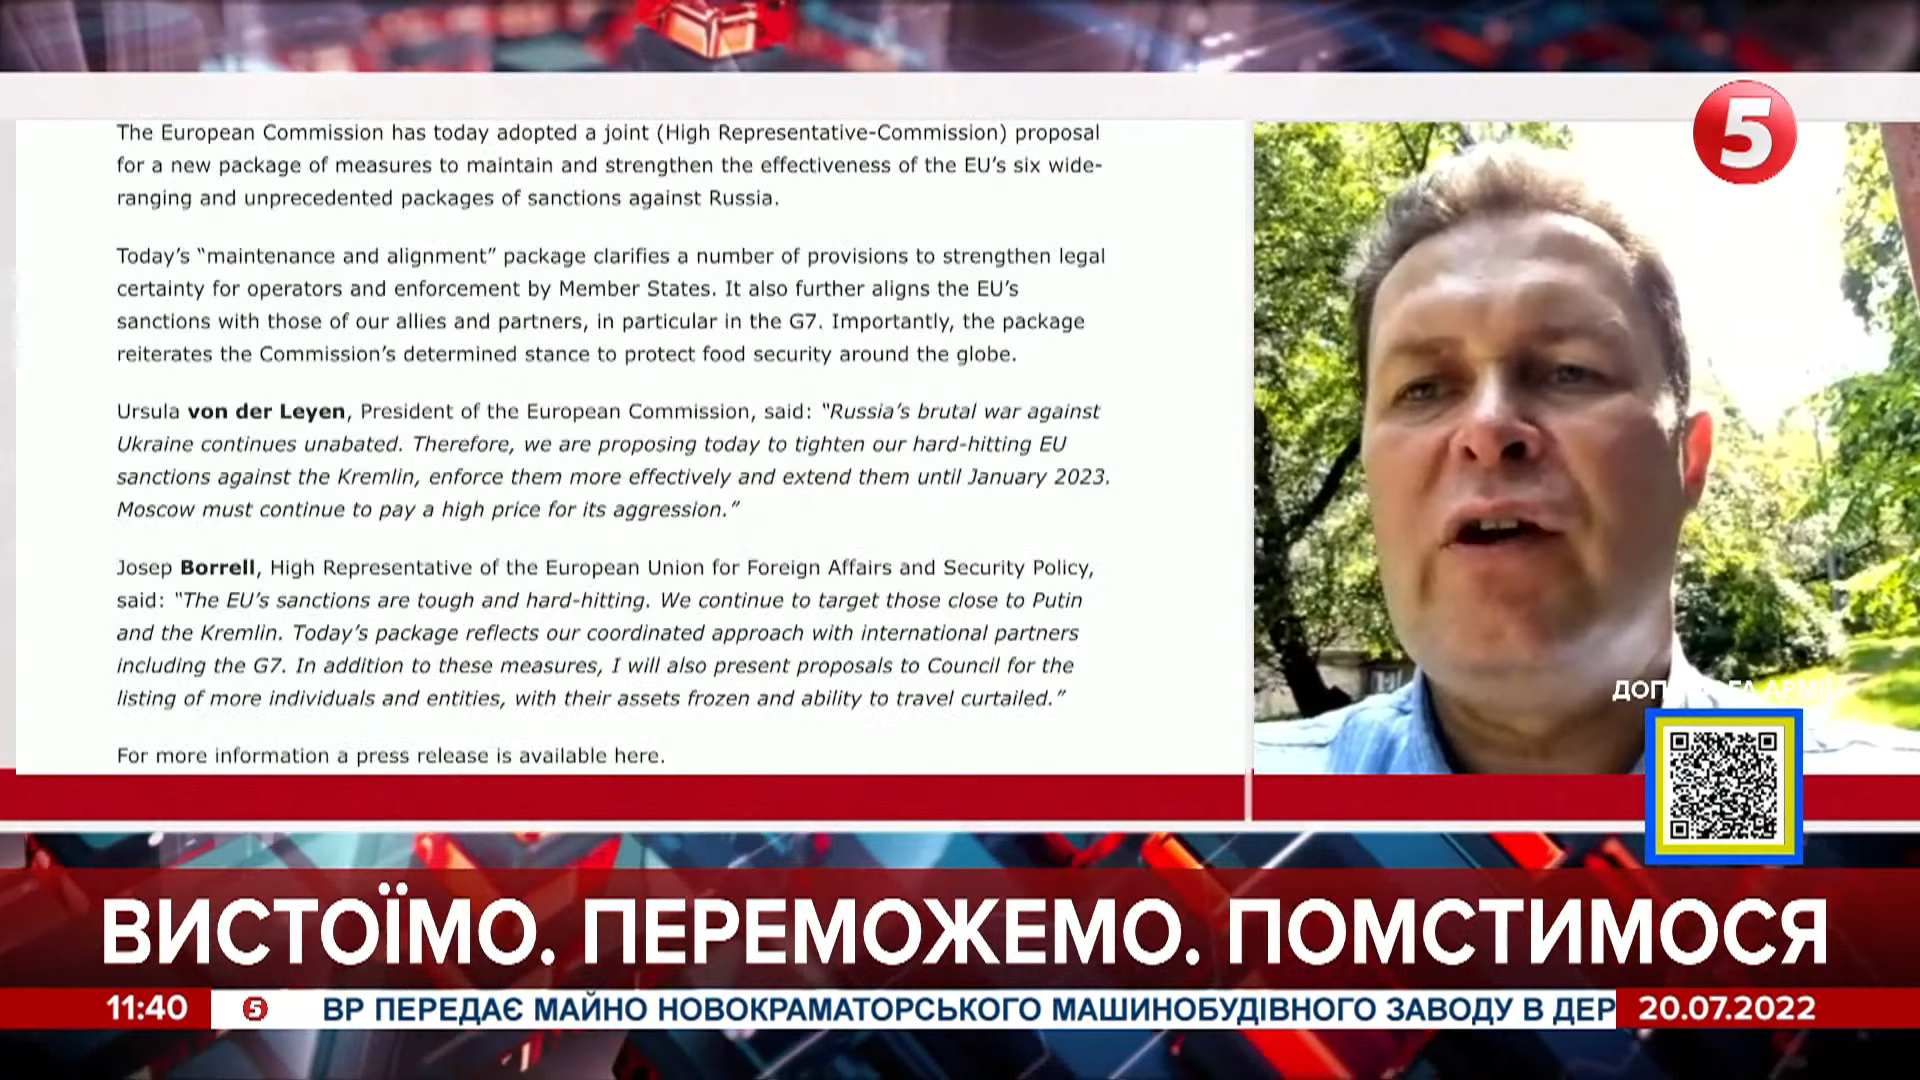 5
The European Commission has today adopted a joint (High Representative-Commission) proposal
for a new package of measures to maintain and strengthen the effectiveness of the EU’s six wide-
ranging and unprecedented packages of sanctions against Russia.
Today’s “maintenance and alignment” package clarifies a number of provisions to strengthen legal
certainty for operators and enforcement by Member States. It also further aligns the EU’s
sanctions with those of our allies and partners, in particular in the G7. Importantly, the package
reiterates the Commission’s determined stance to protect food security around the globe.
Ursula von der Leyen, President of the European Commission, said: “Russia’s brutal war against
Ukraine continues unabated. Therefore, we are proposing today to tighten our hard-hitting EU
sanctions against the Kremlin, enforce them more effectively and extend them until January 2023.
Moscow must continue to pay a high price for its aggression.”
Josep Borrell, High Representative of the European Union for Foreign Affairs and Security Policy,
said: “The EU’s sanctions are tough and hard-hitting. We continue to target those close to Putin
and the Kremlin. Today’s package reflects our coordinated approach with international partners
including the G7. In addition to these measures, I will also present proposals to Council for the
listing of more individuals and entities, with their assets frozen and ability to travel curtailed.”
For more information a press release is available here.
ВИСТОЇМО. ПЕРЕМОЖЕМО. ПОМСТИМОСЯ
11:40 5 ВР ПЕРЕДАЄ МАЙНО НОВОКРАМАТОРСЬКОГО МАШИНОБУДІВНОГО ЗАВОДУ В ДЕР 20.07.2022